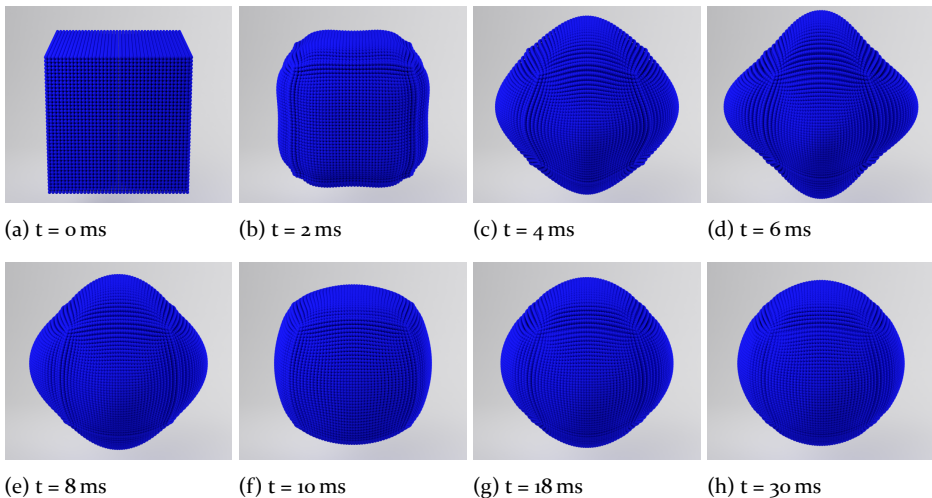 (a) t = 0 ms
(b) t = 2 ms
(c) t = 4 ms
(d) t = 6 ms
(e) t = 8 ms
(f) t = 10 ms
(g) t = 18 ms
(h) t = 30 ms